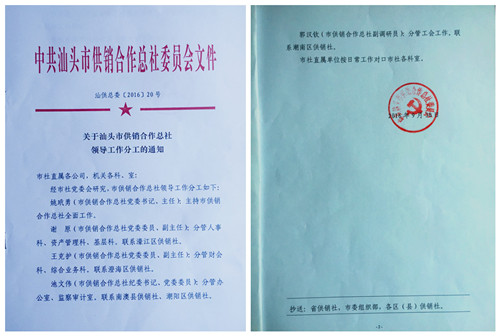 中共汕头市供销合作总社委员会文件
汕供总委〔2016〕20号
关于汕头市供销合作总社
领导工作分工的通知
市社直属各公司、机关各科、室：
经市社党委会研究，市供销合作总社领导工作分工如下：
姚欣勇（市供销合作总社党委书记、主任）：主持市供销
合作总社全面工作。
谢 原（市供销合作总社党委委员、副主任）：分管人事
科、资产管理科、基层科。联系濠江区供销社。
王克护（市供销合作总社党委委员、副主任）：分管财会
科、综合业务科。联系澄海区供销社。
池文伟（市供销合作总社纪委书记、党委委员）：分管办
公室、监察审计室。联系南澳县供销社、潮阳区供销社。
郭汉钦（市供销合作总社副调研员）：分管工会工作。联
系潮南区供销社。
市社直属单位按日常工作对口市社各科室。
抄送：省供销社，市委组织部，各区（县）供销社。